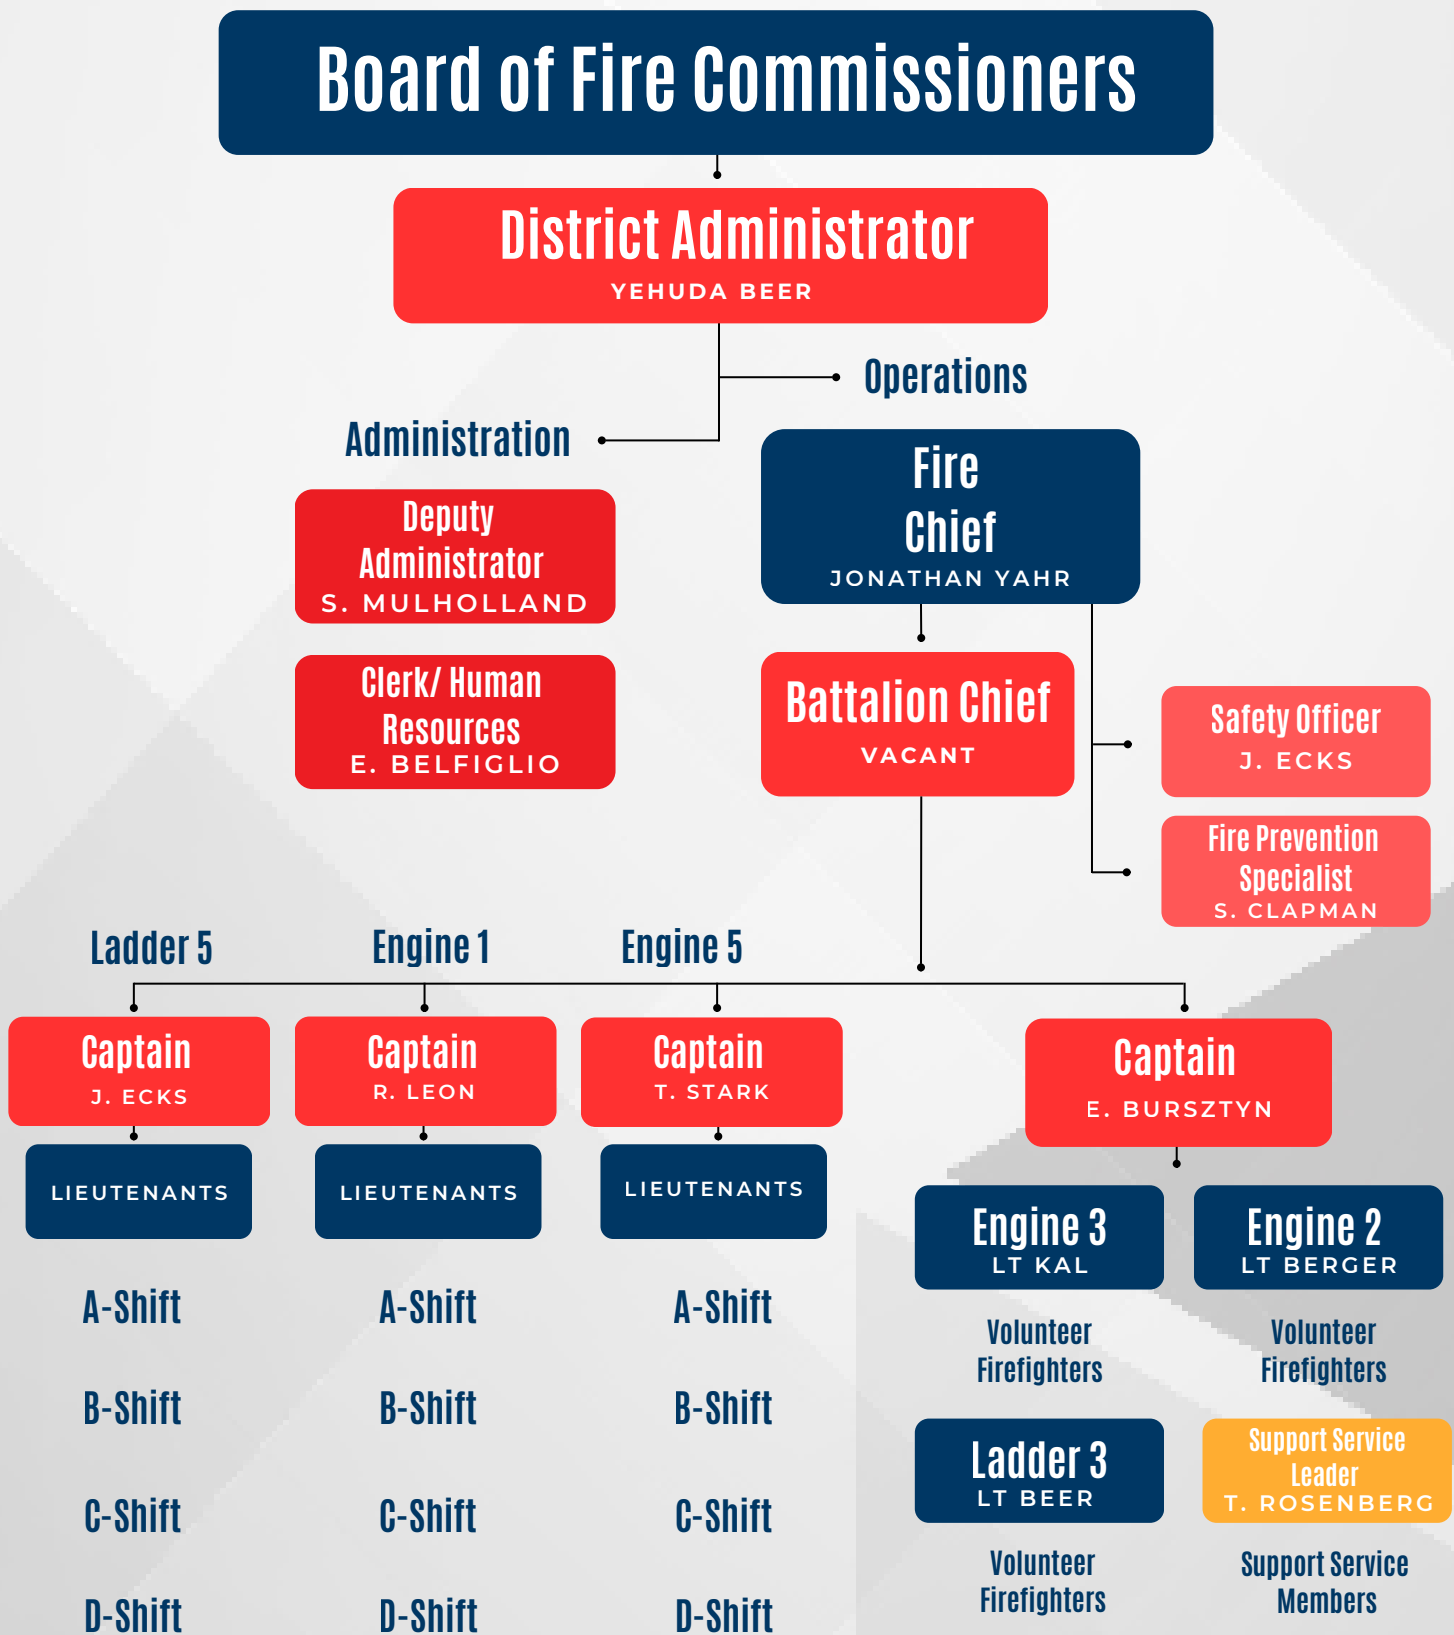 Board of Fire Commissioners
District Administrator
YEHUDA BEER
Operations
Administration
Fire
Chief
JONATHAN YAHR
Deputy
Administrator
S. MULHOLLAND
Clerk/ Human
Resources
E. BELFIGLIO
Battalion Chief
VACANT
Safety Officer
J. ECKS
Fire Prevention
Specialist
S. CLAPMAN
Ladder 5
Engine 1
Engine 5
Captain
J. ECKS
Captain
R. LEON
Captain
T. STARK
Captain
E. BURSZTYN
LIEUTENANTS
LIEUTENANTS
LIEUTENANTS
Engine 3
LT KAL
Engine 2
LT BERGER
A-Shift
A-Shift
A-Shift
Volunteer
Firefighters
Volunteer
Firefighters
B-Shift
B-Shift
B-Shift
Ladder 3
LT BEER
Support Service
Leader
T. ROSENBERG
C-Shift
C-Shift
C-Shift
Volunteer
Firefighters
Support Service
Members
D-Shift
D-Shift
D-Shift